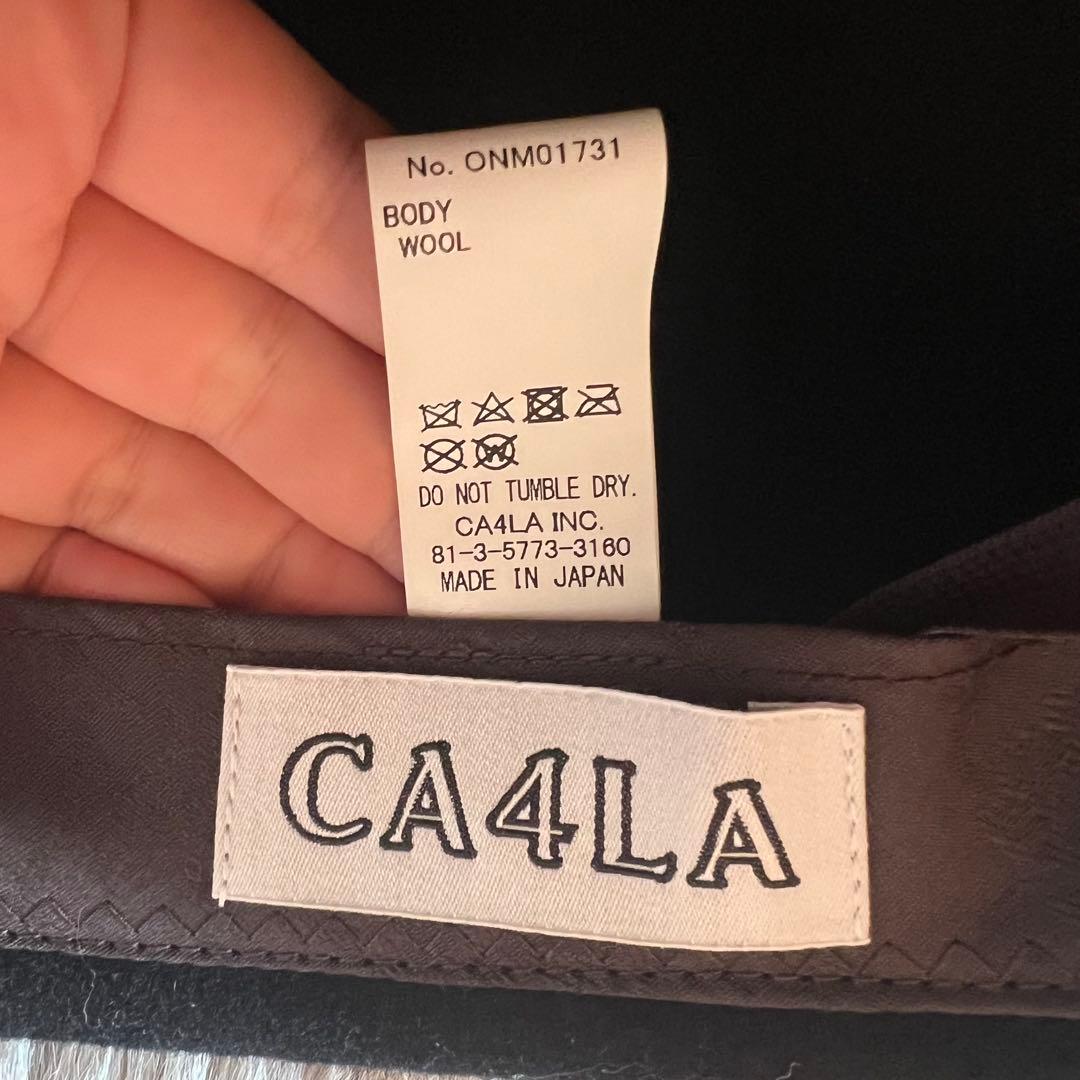 No. ONM01731
BODY
WOOL
W
DO NOT TUMBLE DRY.
CA4LA INC.
81-3-5773-3160
MADE IN JAPAN
CA4LA